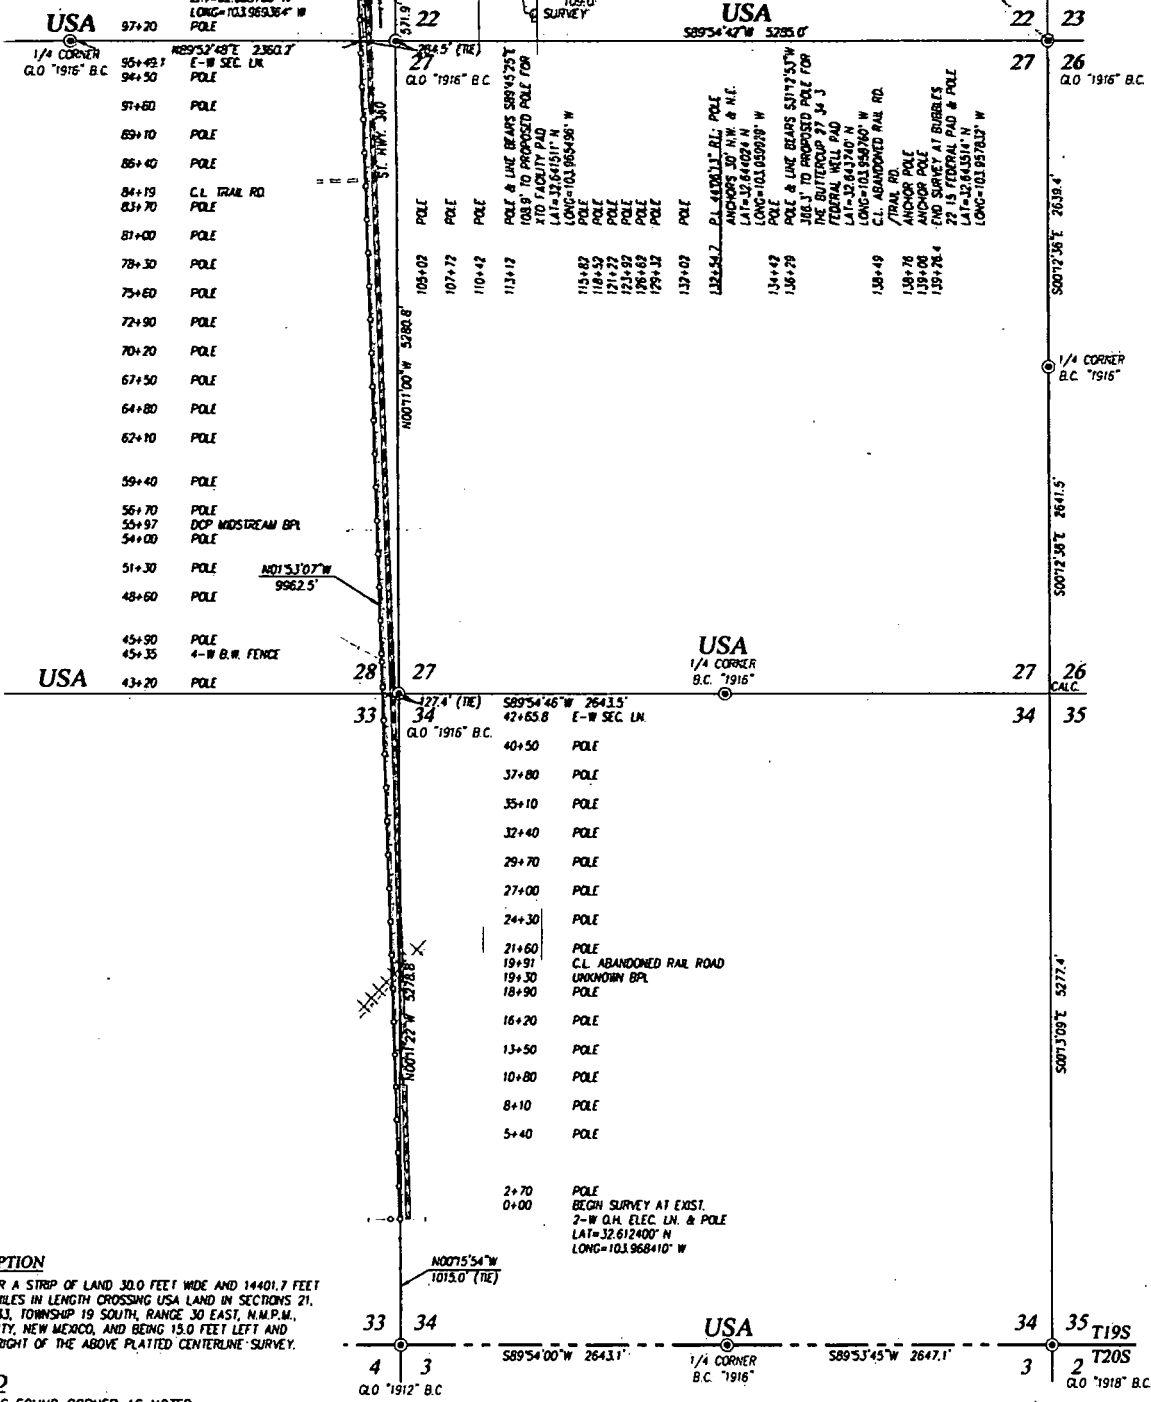 LONG=103.969364° W
USA
97+20 POLE
1/4 CORNER
GLO "1916" B.C.
N89°52'48"E 2360.2'
95+49.1 E-W SEC. LN.
94+50 POLE
91+80 POLE
89+10 POLE
86+40 POLE
84+19 C.L. TRAIL RD.
83+70 POLE
81+00 POLE
78+30 POLE
75+60 POLE
72+90 POLE
70+20 POLE
67+50 POLE
64+80 POLE
62+10 POLE
59+40 POLE
56+70 POLE
55+97 DCP MIDSTREAM BPL
54+00 POLE
51+30 POLE
48+60 POLE
45+90 POLE
45+35 4-W B.W. FENCE
43+20 POLE
N01°53'07"W
9962.5'
ST. HWY. 360
571.9'
22
SURVEY
USA
S89°54'42"W 5285.0'
22 23
284.5' (TIE)
27
GLO "1916" B.C.
27 26
GLO "1916" B.C.
105+02 POLE
107+72 POLE
110+42 POLE
113+12 POLE & LINE BEARS S89°45'25"E
108.9' TO PROPOSED POLE FOR
XTO FACILITY PAD
LAT=32.641511° N
LONG=103.965496° W
115+82 POLE
118+52 POLE
121+22 POLE
123+92 POLE
126+62 POLE
129+32 POLE
132+02 POLE
132+54.7 P.I. 44°06'13" RT.; POLE
ANCHORS 30' N.W. & N.E.
LAT=32.644024° N
LONG=103.959929° W
134+42 POLE
136+29 POLE & LINE BEARS S31°12'53"W
386.3' TO PROPOSED POLE FOR
THE BUTTERCUP 27 34 3
FEDERAL WELL PAD
LAT=32.643740° N
LONG=103.958760° W
138+49 C.L. ABANDONED RAIL RD.
/TRAIL RD.
138+76 ANCHOR POLE
139+00 ANCHOR POLE
139+26.4 END SURVEY AT BUBBLES
22 15 FEDERAL PAD & POLE
LAT=32.643514° N
LONG=103.957832° W
S00°12'36"E 2639.4'
N00°11'00"W 5280.8'
1/4 CORNER
B.C. "1916"
S00°12'38"E 2641.5'
USA
28 27
USA
1/4 CORNER
B.C. "1916"
27 26
CALC.
127.4' (TIE)
33 34
GLO "1916" B.C.
S89°54'46"W 2643.5'
34 35
42+65.8 E-W SEC. LN.
40+50 POLE
37+80 POLE
35+10 POLE
32+40 POLE
29+70 POLE
27+00 POLE
24+30 POLE
21+60 POLE
19+91 C.L. ABANDONED RAIL ROAD
19+30 UNKNOWN BPL
18+90 POLE
16+20 POLE
13+50 POLE
10+80 POLE
8+10 POLE
5+40 POLE
2+70 POLE
0+00 BEGIN SURVEY AT EXIST.
2-W O.H. ELEC. LN. & POLE
LAT=32.612400° N
LONG=103.968410° W
N00°11'22"W 5278.8'
S00°13'09"E 5277.4'
N00°15'54"W
1015.0' (TIE)
PTION
R A STRIP OF LAND 30.0 FEET WIDE AND 14401.7 FEET
ILES IN LENGTH CROSSING USA LAND IN SECTIONS 21,
33, TOWNSHIP 19 SOUTH, RANGE 30 EAST, N.M.P.M.,
TY, NEW MEXICO, AND BEING 15.0 FEET LEFT AND
RIGHT OF THE ABOVE PLATTED CENTERLINE SURVEY.
33 34
USA
34 35 T19S
S89°54'00"W 2643.1'
S89°53'45"W 2647.1'
4 3
GLO "1912" B.C.
1/4 CORNER
B.C. "1916"
3 2 T20S
GLO "1918" B.C.